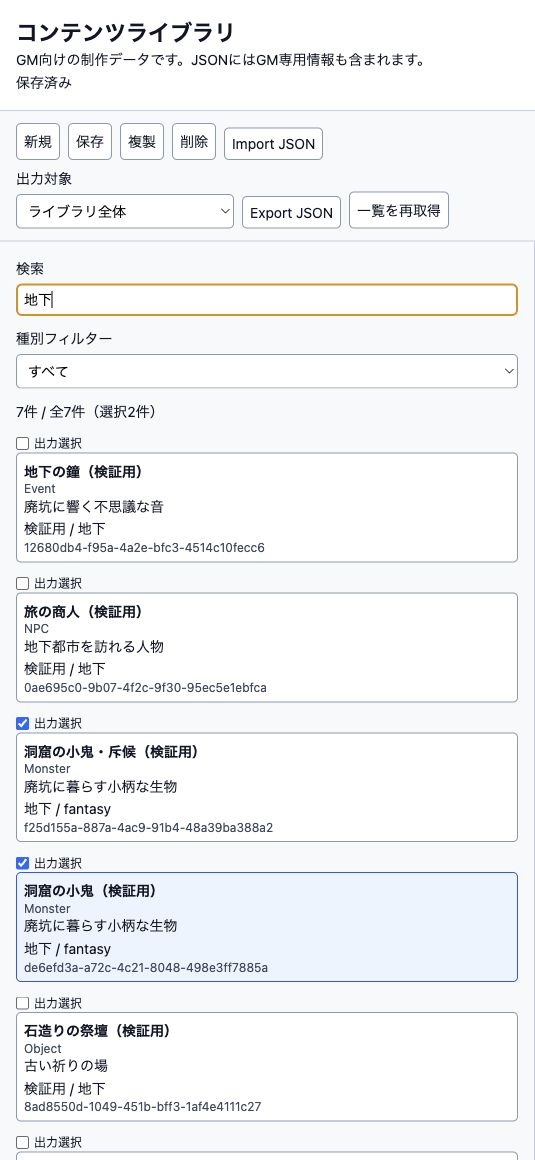 コンテンツライブラリ
GM向けの制作データです。JSONにはGM専用情報も含まれます。
保存済み
新規 保存 複製 削除 Import JSON
出力対象
ライブラリ全体 Export JSON 一覧を再取得
検索
地下
種別フィルター
すべて
7件 / 全7件（選択2件）
出力選択
地下の鐘（検証用）
Event
廃坑に響く不思議な音
検証用 / 地下
12680db4-f95a-4a2e-bfc3-4514c10fecc6
出力選択
旅の商人（検証用）
NPC
地下都市を訪れる人物
検証用 / 地下
0ae695c0-9b07-4f2c-9f30-95ec5e1ebfca
出力選択
洞窟の小鬼・斥候（検証用）
Monster
廃坑に暮らす小柄な生物
地下 / fantasy
f25d155a-887a-4ac9-91b4-48a39ba388a2
出力選択
洞窟の小鬼（検証用）
Monster
廃坑に暮らす小柄な生物
地下 / fantasy
de6efd3a-a72c-4c21-8048-498e3ff7885a
出力選択
石造りの祭壇（検証用）
Object
古い祈りの場
検証用 / 地下
8ad8550d-1049-451b-bff3-1af4e4111c27
出力選択